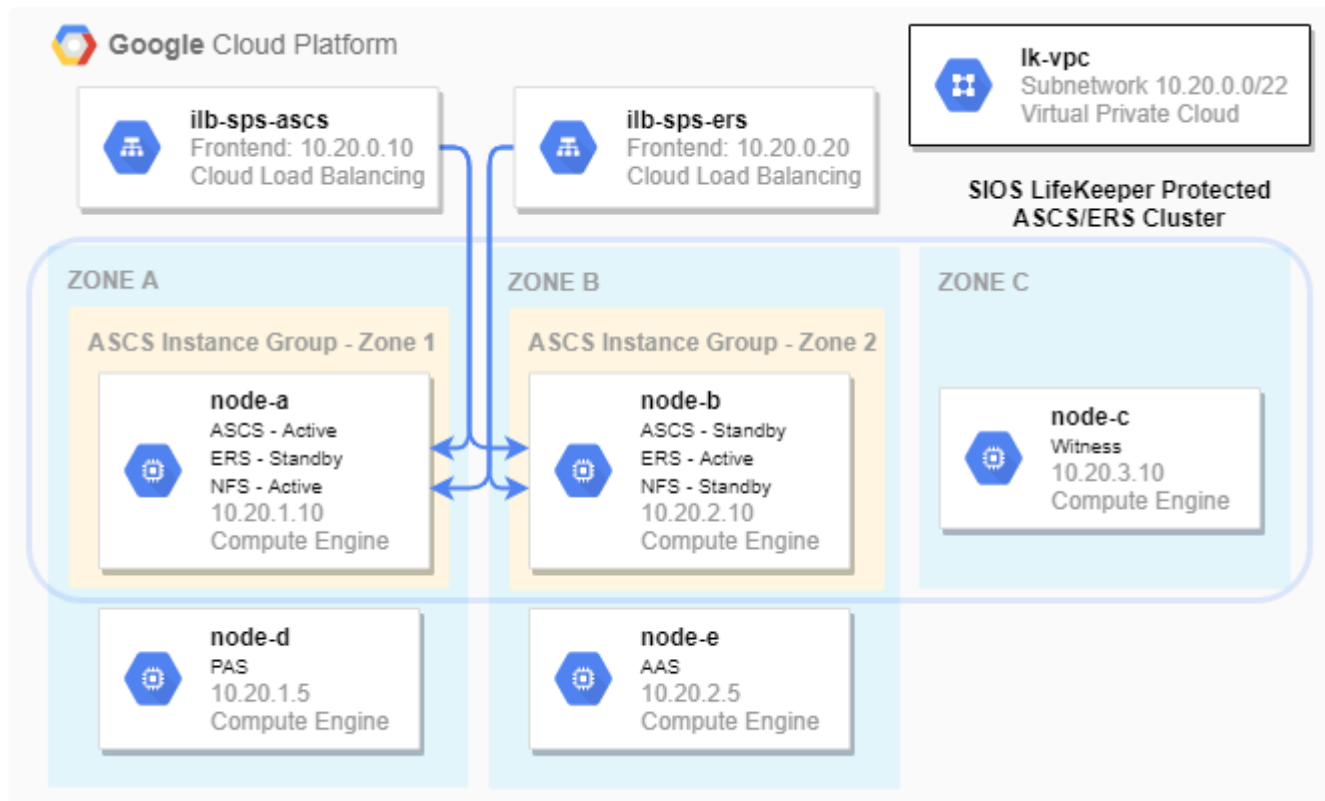 Google Cloud Platform
lk-vpc
Subnetwork 10.20.0.0/22
Virtual Private Cloud
ilb-sps-ascs
Frontend: 10.20.0.10
Cloud Load Balancing
ilb-sps-ers
Frontend: 10.20.0.20
Cloud Load Balancing
SIOS LifeKeeper Protected
ASCS/ERS Cluster
ZONE A
ASCS Instance Group - Zone 1
node-a
ASCS - Active
ERS - Standby
NFS - Active
10.20.1.10
Compute Engine
node-d
PAS
10.20.1.5
Compute Engine
ZONE B
ASCS Instance Group - Zone 2
node-b
ASCS - Standby
ERS - Active
NFS - Standby
10.20.2.10
Compute Engine
node-e
AAS
10.20.2.5
Compute Engine
ZONE C
node-c
Witness
10.20.3.10
Compute Engine